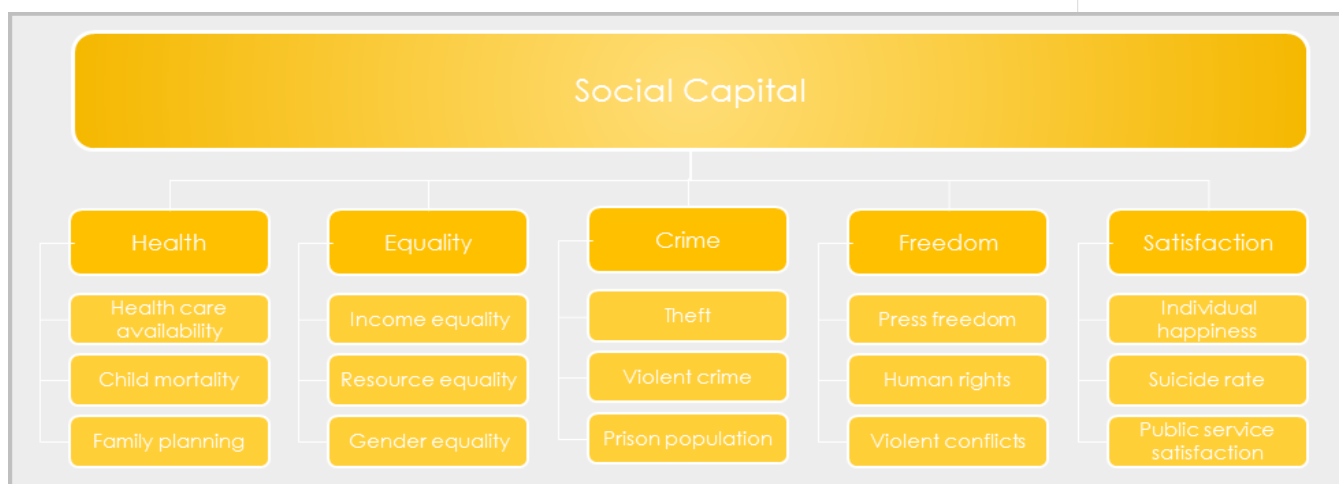 Social Capital
Health
Equality
Crime
Freedom
Satisfaction
Health care
availability
Child mortality
Family planning
Income equality
Resource equality
Gender equality
Theft
Violent crime
Prison population
Press freedom
Human rights
Violent conflicts
Individual
happiness
Suicide rate
Public service
satisfaction